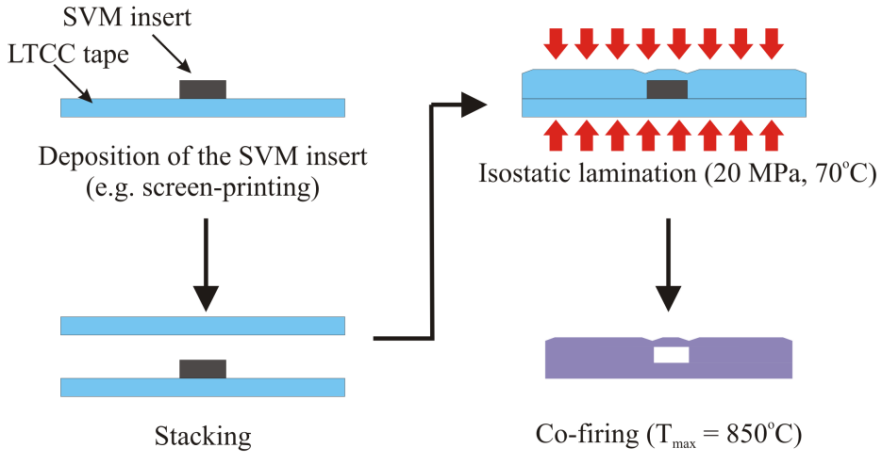 SVM insert
LTCC tape
Deposition of the SVM insert
(e.g. screen-printing)
Stacking
Isostatic lamination (20 MPa, 70°C)
Co-firing (Tmax = 850°C)